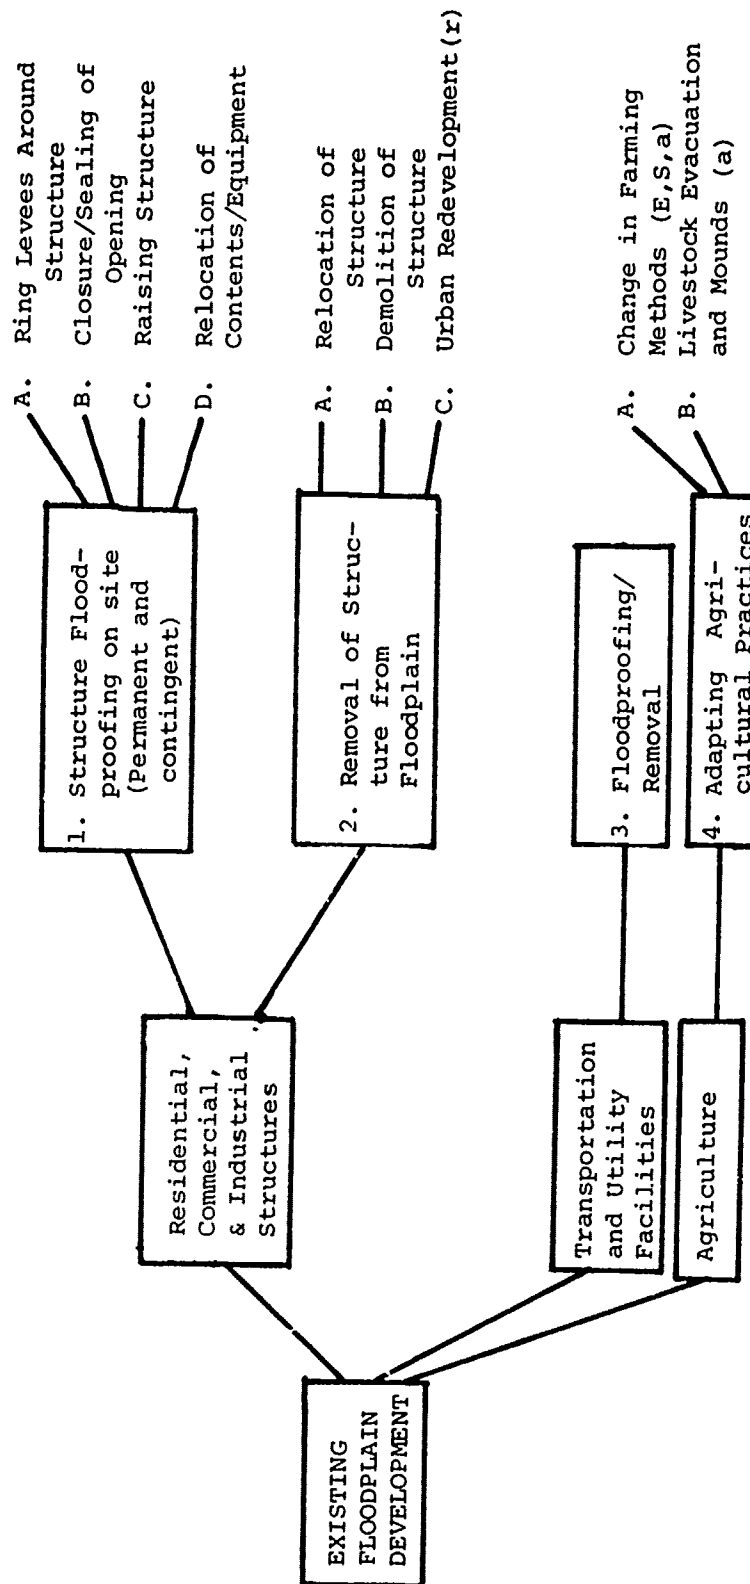 EXISTING
FLOODPLAIN
DEVELOPMENT
Residential,
Commercial,
& Industrial
Structures
Transportation
and Utility
Facilities
Agriculture
1. Structure Flood-
proofing on site
(Permanent and
contingent)
2. Removal of Struc-
ture from
Floodplain
3. Floodproofing/
Removal
4. Adapting Agri-
cultural Practices
A. Ring Levees Around
Structure
B. Closure/Sealing of
Opening
C. Raising Structure
D. Relocation of
Contents/Equipment
A. Relocation of
Structure
B. Demolition of
Structure
C. Urban Redevelopment(r)
A. Change in Farming
Methods (E,S,a)
B. Livestock Evacuation
and Mounds (a)